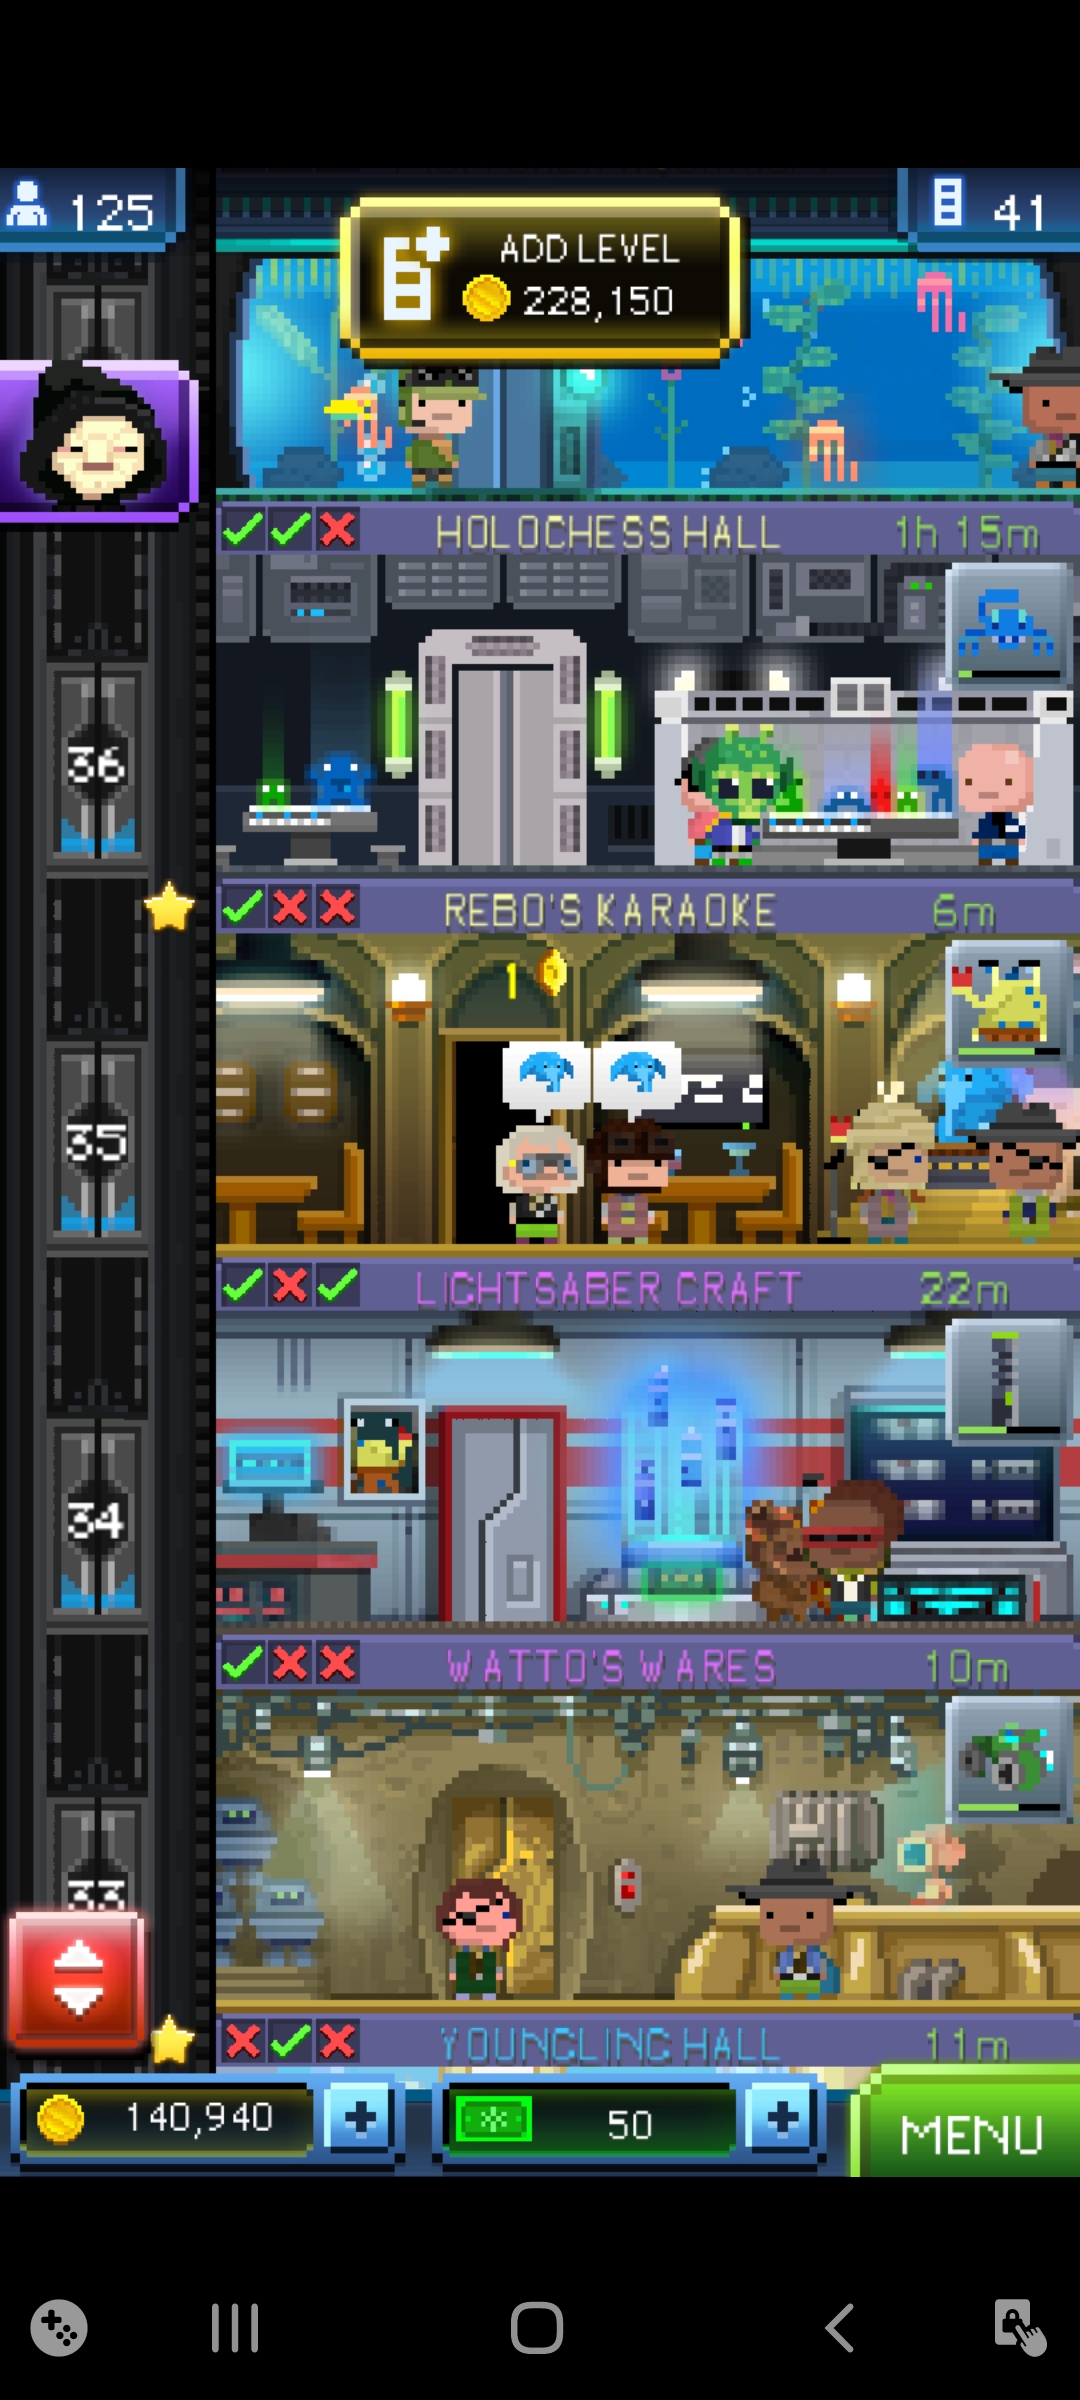 125
ADD LEVEL
228,150
41
HOLOCHESS HALL 1h 15m
36
REBO'S KARAOKE 6m
1
35
LIGHTSABER CRAFT 22m
34
WATTO'S WARES 10m
33
YOUNGLING HALL 11m
140,940
50
MENU